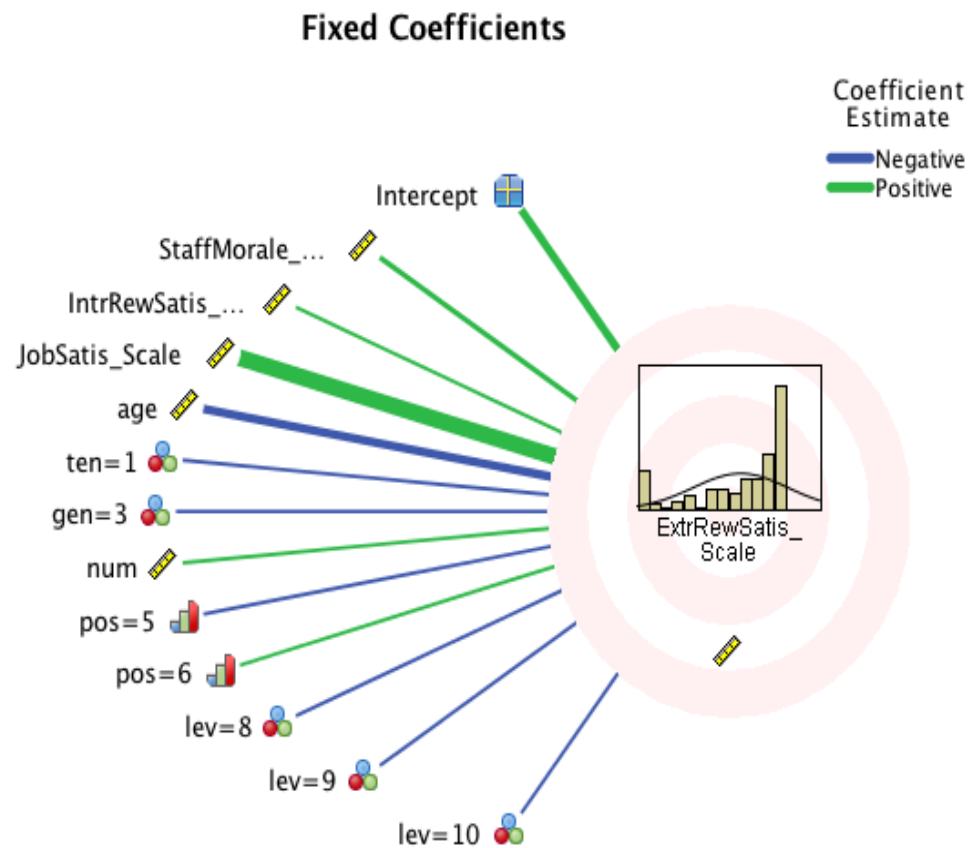 Fixed Coefficients
Coefficient
Estimate
Negative
Positive
Intercept
StaffMorale_...
IntrRewSatis_...
JobSatis_Scale
age
ten=1
gen=3
num
pos=5
pos=6
lev=8
lev=9
lev=10
ExtrRewSatis_
Scale